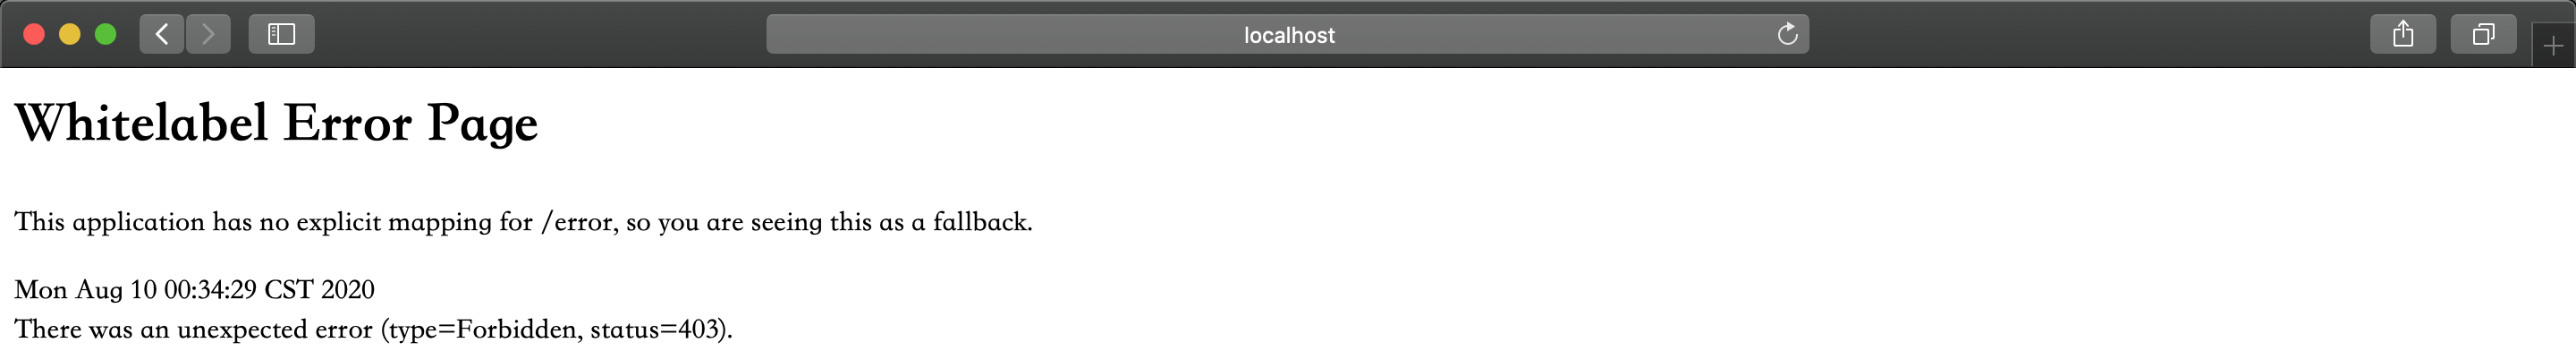 localhost
Whitelabel Error Page
This application has no explicit mapping for /error, so you are seeing this as a fallback.
Mon Aug 10 00:34:29 CST 2020
There was an unexpected error (type=Forbidden, status=403).